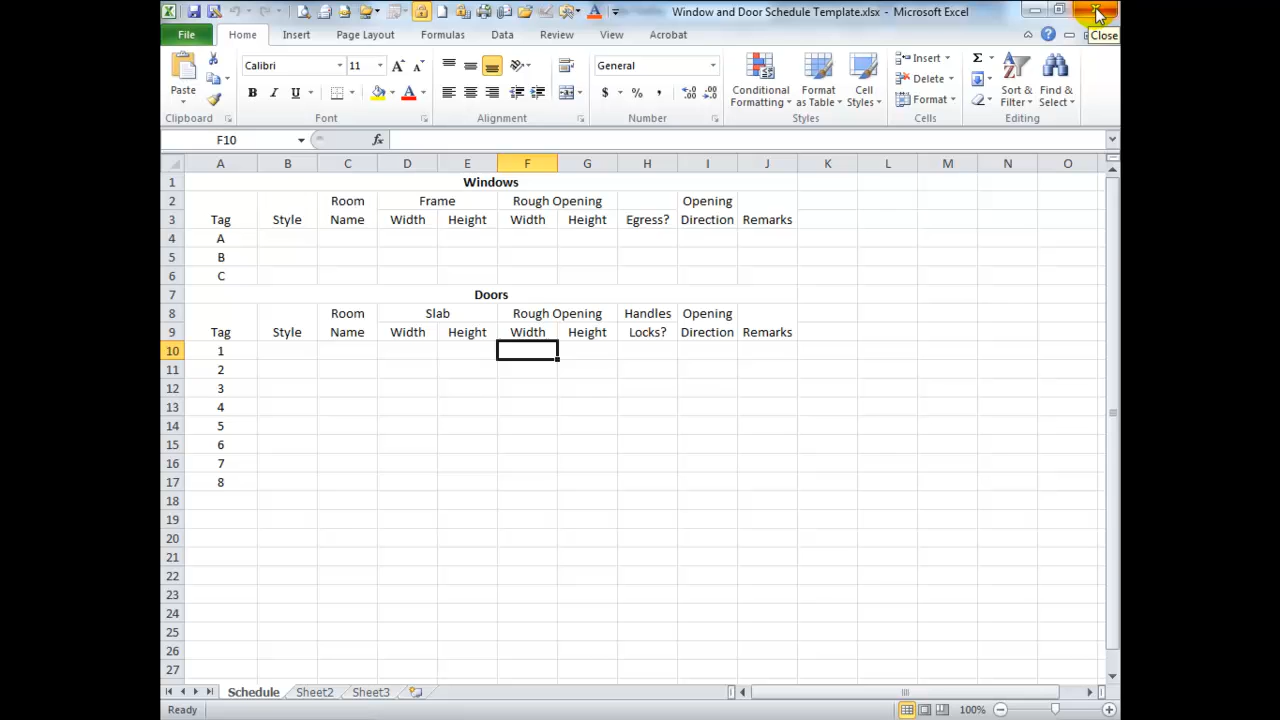 Window and Door Schedule Template.xlsx - Microsoft Excel
Close
File Home Insert Page Layout Formulas Data Review View Acrobat
Paste
Clipboard
Calibri 11
B I U
Font
Alignment
General
$ % ,
Number
Conditional Formatting
Format as Table
Cell Styles
Styles
Insert
Delete
Format
Cells
Σ
Sort & Filter
Find & Select
Editing
F10 fx
A B C D E F G H I J K L M N O
1 Windows
2 Room Frame Rough Opening Opening
3 Tag Style Name Width Height Width Height Egress? Direction Remarks
4 A
5 B
6 C
7 Doors
8 Room Slab Rough Opening Handles Opening
9 Tag Style Name Width Height Width Height Locks? Direction Remarks
10 1
11 2
12 3
13 4
14 5
15 6
16 7
17 8
18
19
20
21
22
23
24
25
26
27
Schedule Sheet2 Sheet3
Ready 100%